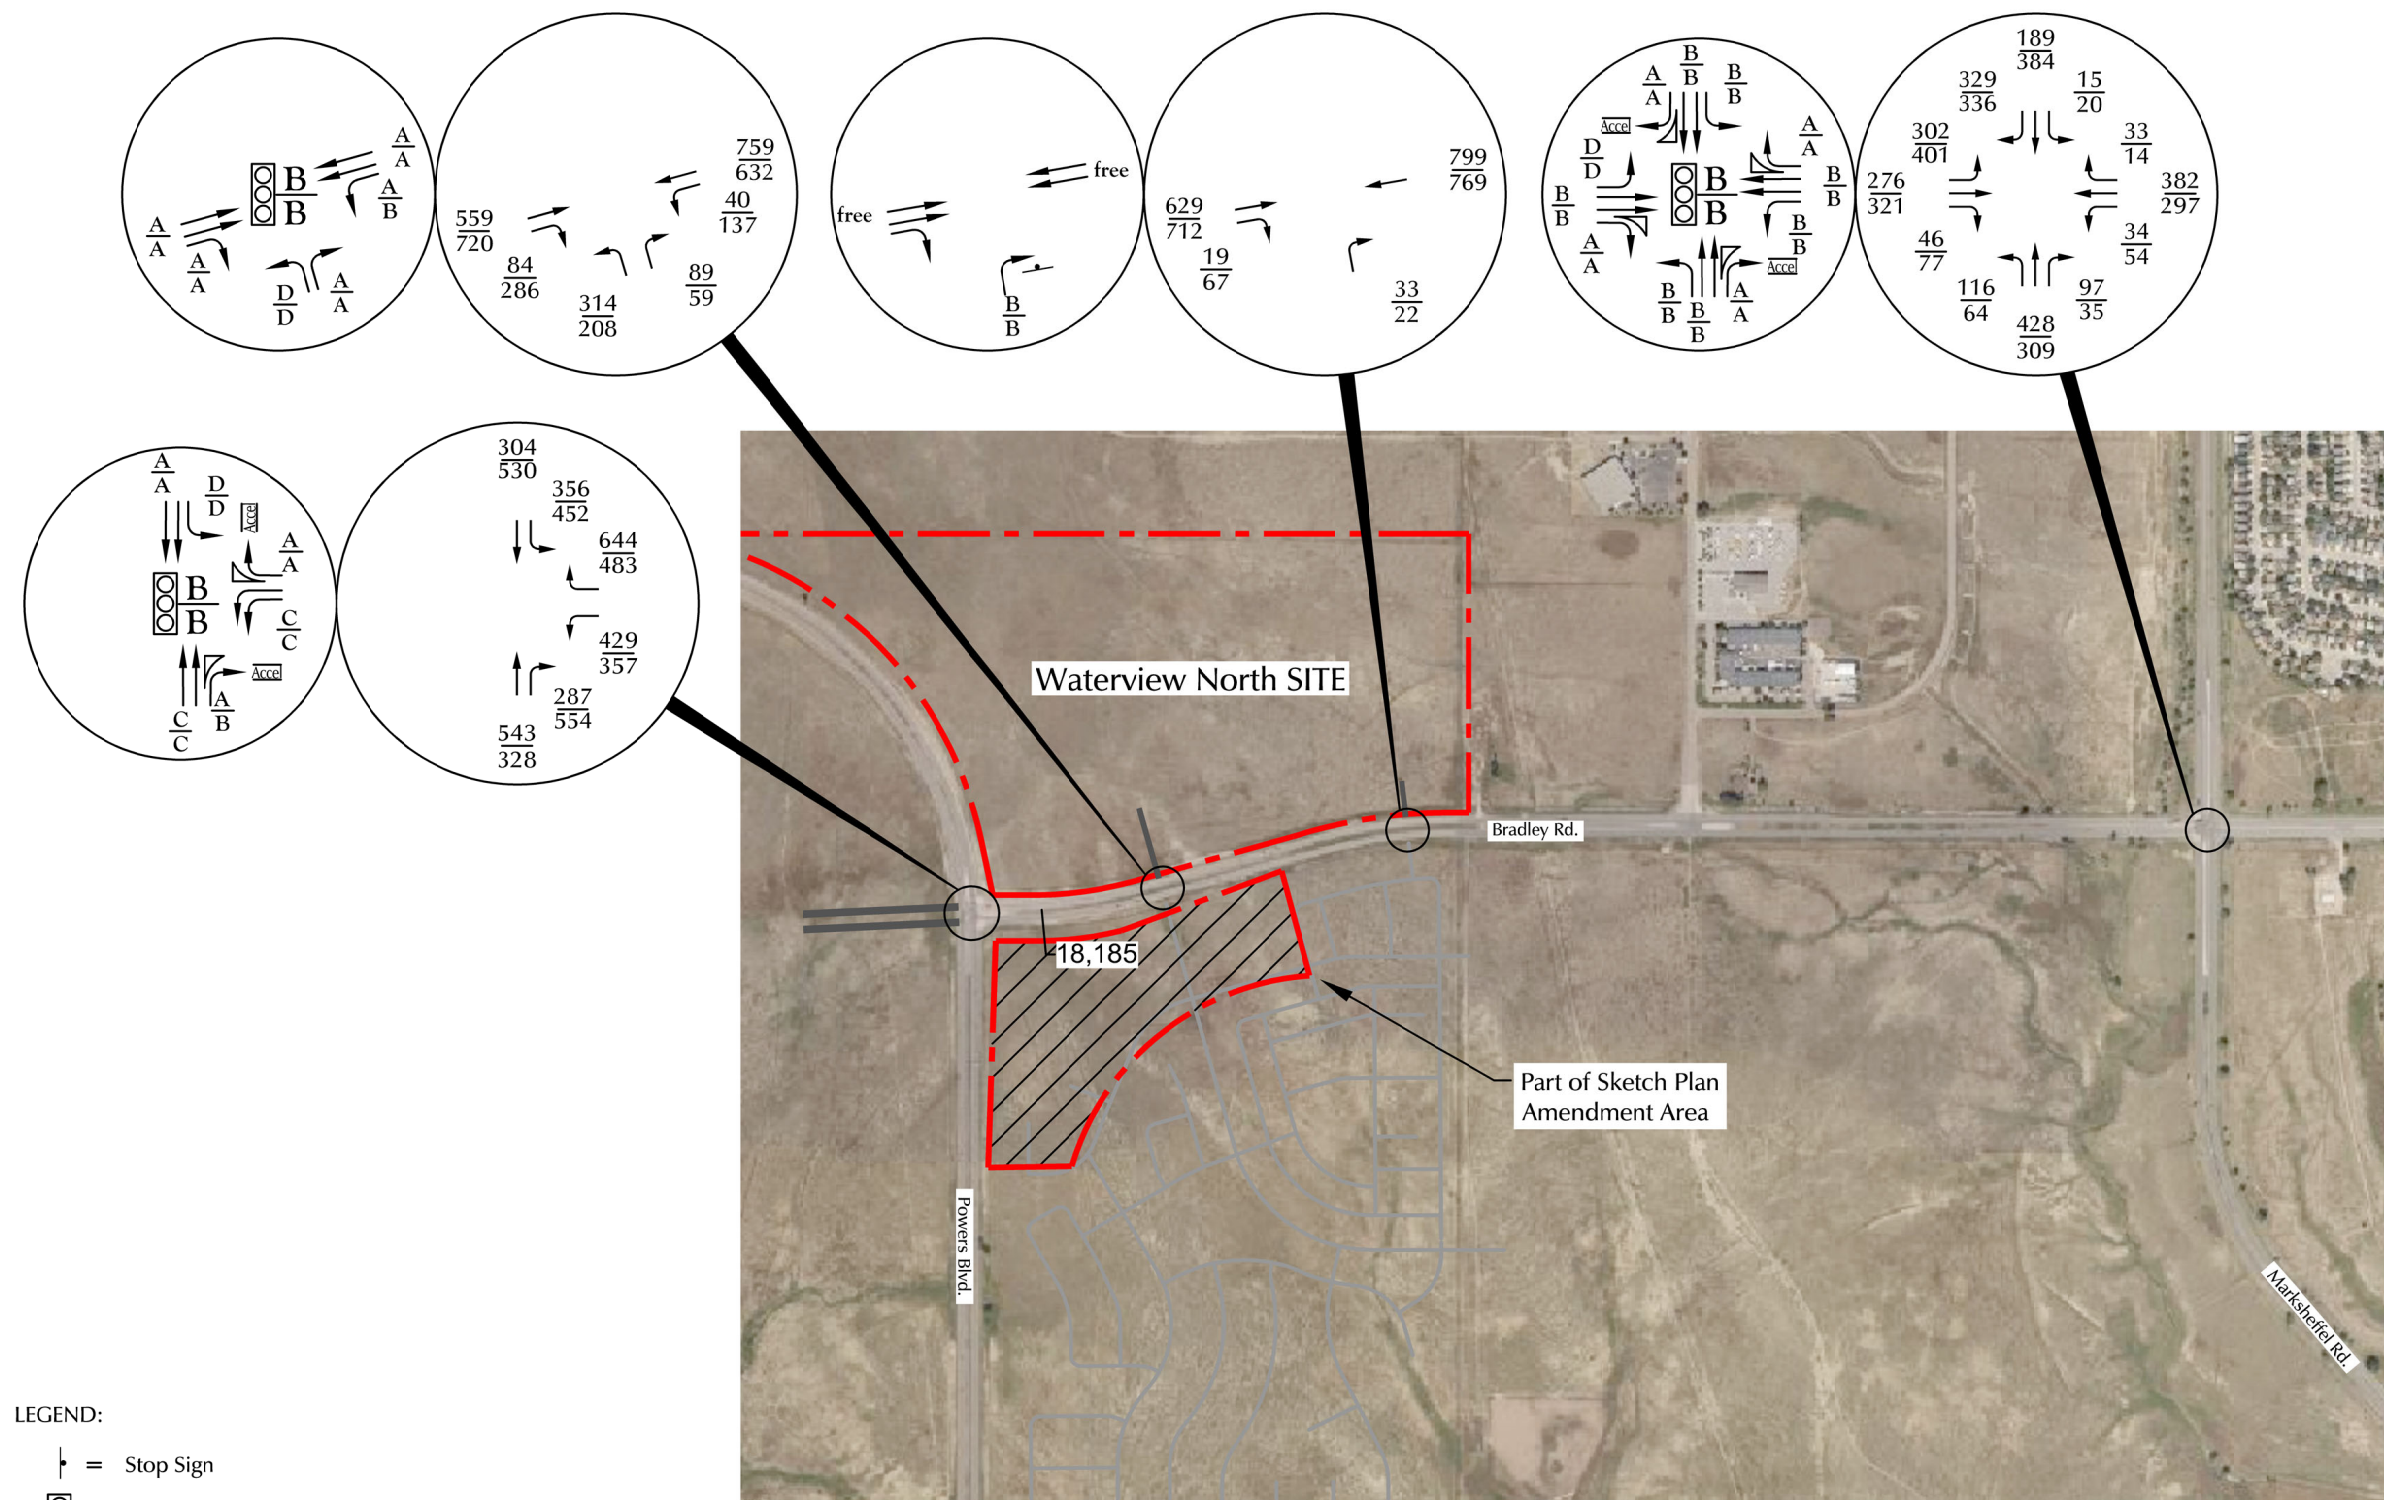 A
A
A
B
B
B
A
A
A
A
D
D
A
A
759
632
40
137
559
720
84
286
314
208
89
59
free
free
B
B
799
769
629
712
19
67
33
22
B
B
A
A
B
B
Accel
D
D
A
A
B
B
B
B
B
B
A
A
B
B
Accel
B
B
B
B
A
A
189
384
329
336
15
20
302
401
33
14
276
321
382
297
46
77
34
54
116
64
97
35
428
309
A
A
D
D
Accel
A
A
B
B
C
C
Accel
A
B
C
C
304
530
356
452
644
483
429
357
287
554
543
328
Waterview North SITE
Bradley Rd.
18,185
Part of Sketch Plan
Amendment Area
Powers Blvd.
Marksheffel Rd.
LEGEND:
= Stop Sign